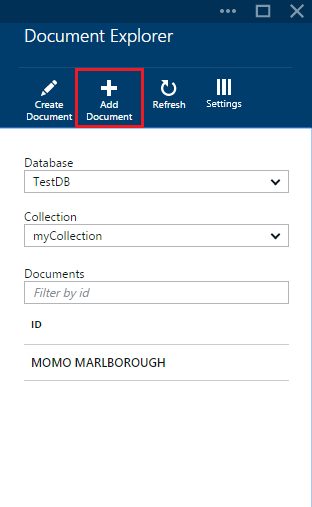 Document Explorer
Create Document
Add Document
Refresh
Settings
Database
TestDB
Collection
myCollection
Documents
Filter by id
ID
MOMO MARLBOROUGH